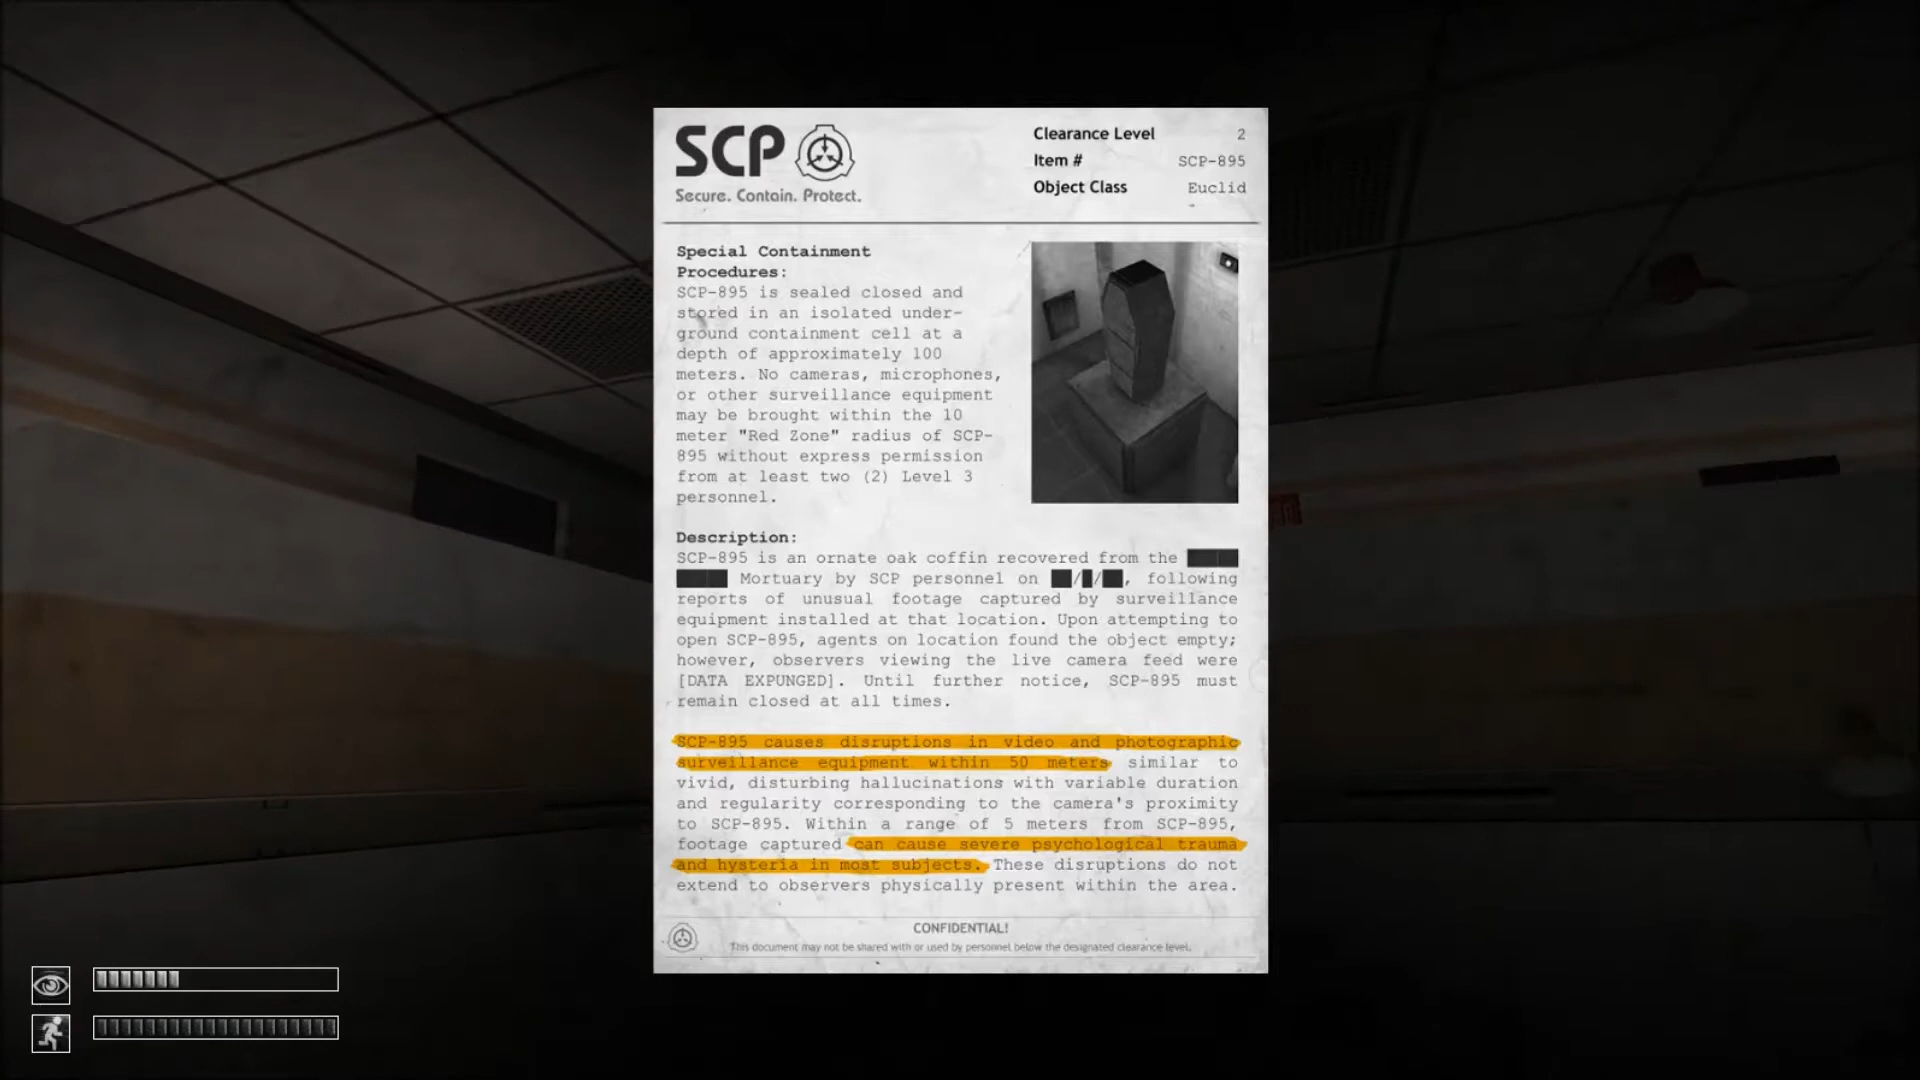 SCP
Secure. Contain. Protect.
Clearance Level 2
Item # SCP-895
Object Class Euclid
Special Containment
Procedures:
SCP-895 is sealed closed and
stored in an isolated under-
ground containment cell at a
depth of approximately 100
meters. No cameras, microphones,
or other surveillance equipment
may be brought within the 10
meter "Red Zone" radius of SCP-
895 without express permission
from at least two (2) Level 3
personnel.
Description:
SCP-895 is an ornate oak coffin recovered from the
Mortuary by SCP personnel on █/█/█, following
reports of unusual footage captured by surveillance
equipment installed at that location. Upon attempting to
open SCP-895, agents on location found the object empty;
however, observers viewing the live camera feed were
[DATA EXPUNGED]. Until further notice, SCP-895 must
remain closed at all times.
SCP-895 causes disruptions in video and photographic
surveillance equipment within 50 meters similar to
vivid, disturbing hallucinations with variable duration
and regularity corresponding to the camera's proximity
to SCP-895. Within a range of 5 meters from SCP-895,
footage captured can cause severe psychological trauma
and hysteria in most subjects. These disruptions do not
extend to observers physically present within the area.
CONFIDENTIAL!
This document may not be shared with or used by personnel below the designated clearance level.